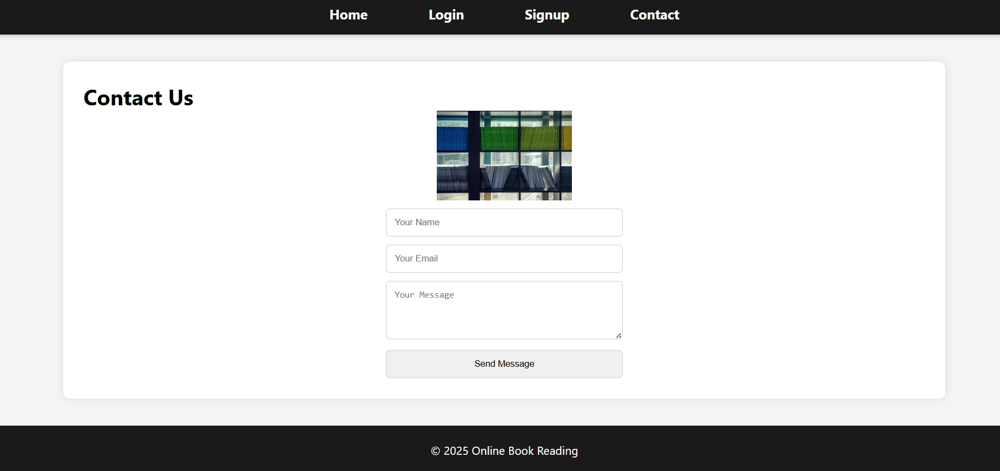 Home Login Signup Contact
Contact Us
Your Name
Your Email
Your Message
Send Message
© 2025 Online Book Reading